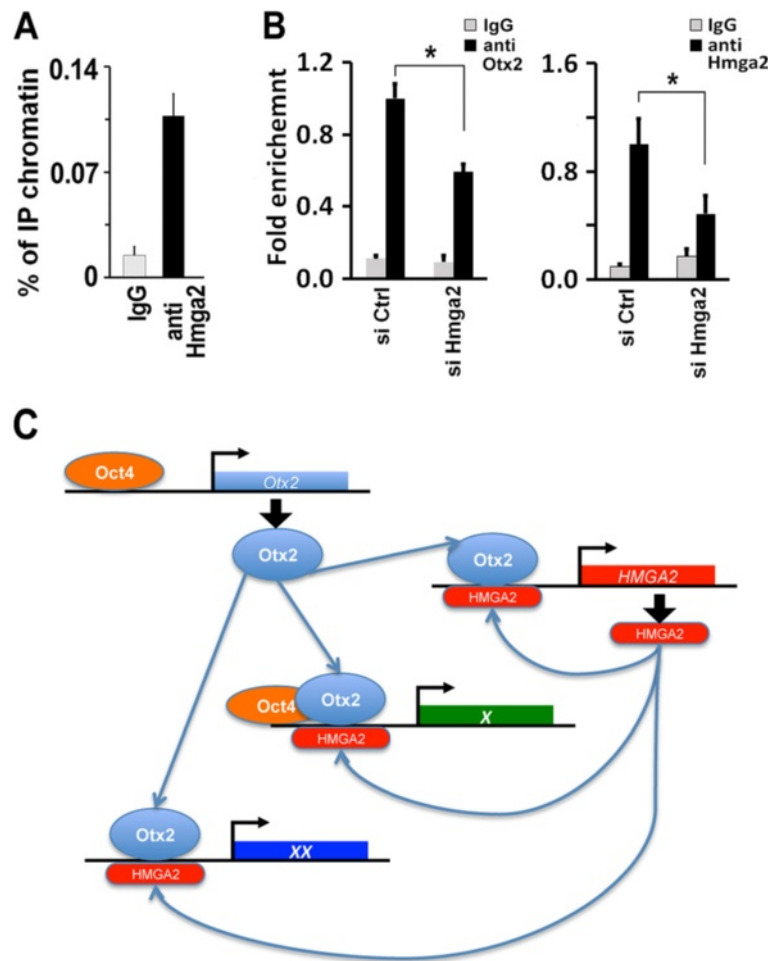 A
% of IP chromatin
0.14
0.07
0
IgG
anti
Hmga2
B
Fold enrichemnt
IgG
anti
Otx2
1.2
0.8
0.4
0.0
*
si Ctrl
si Hmga2
IgG
anti
Hmga2
1.6
0.8
0.0
*
si Ctrl
si Hmga2
C
Oct4
Otx2
Otx2
Otx2
HMGA2
HMGA2
HMGA2
Oct4
Otx2
HMGA2
X
Otx2
HMGA2
XX